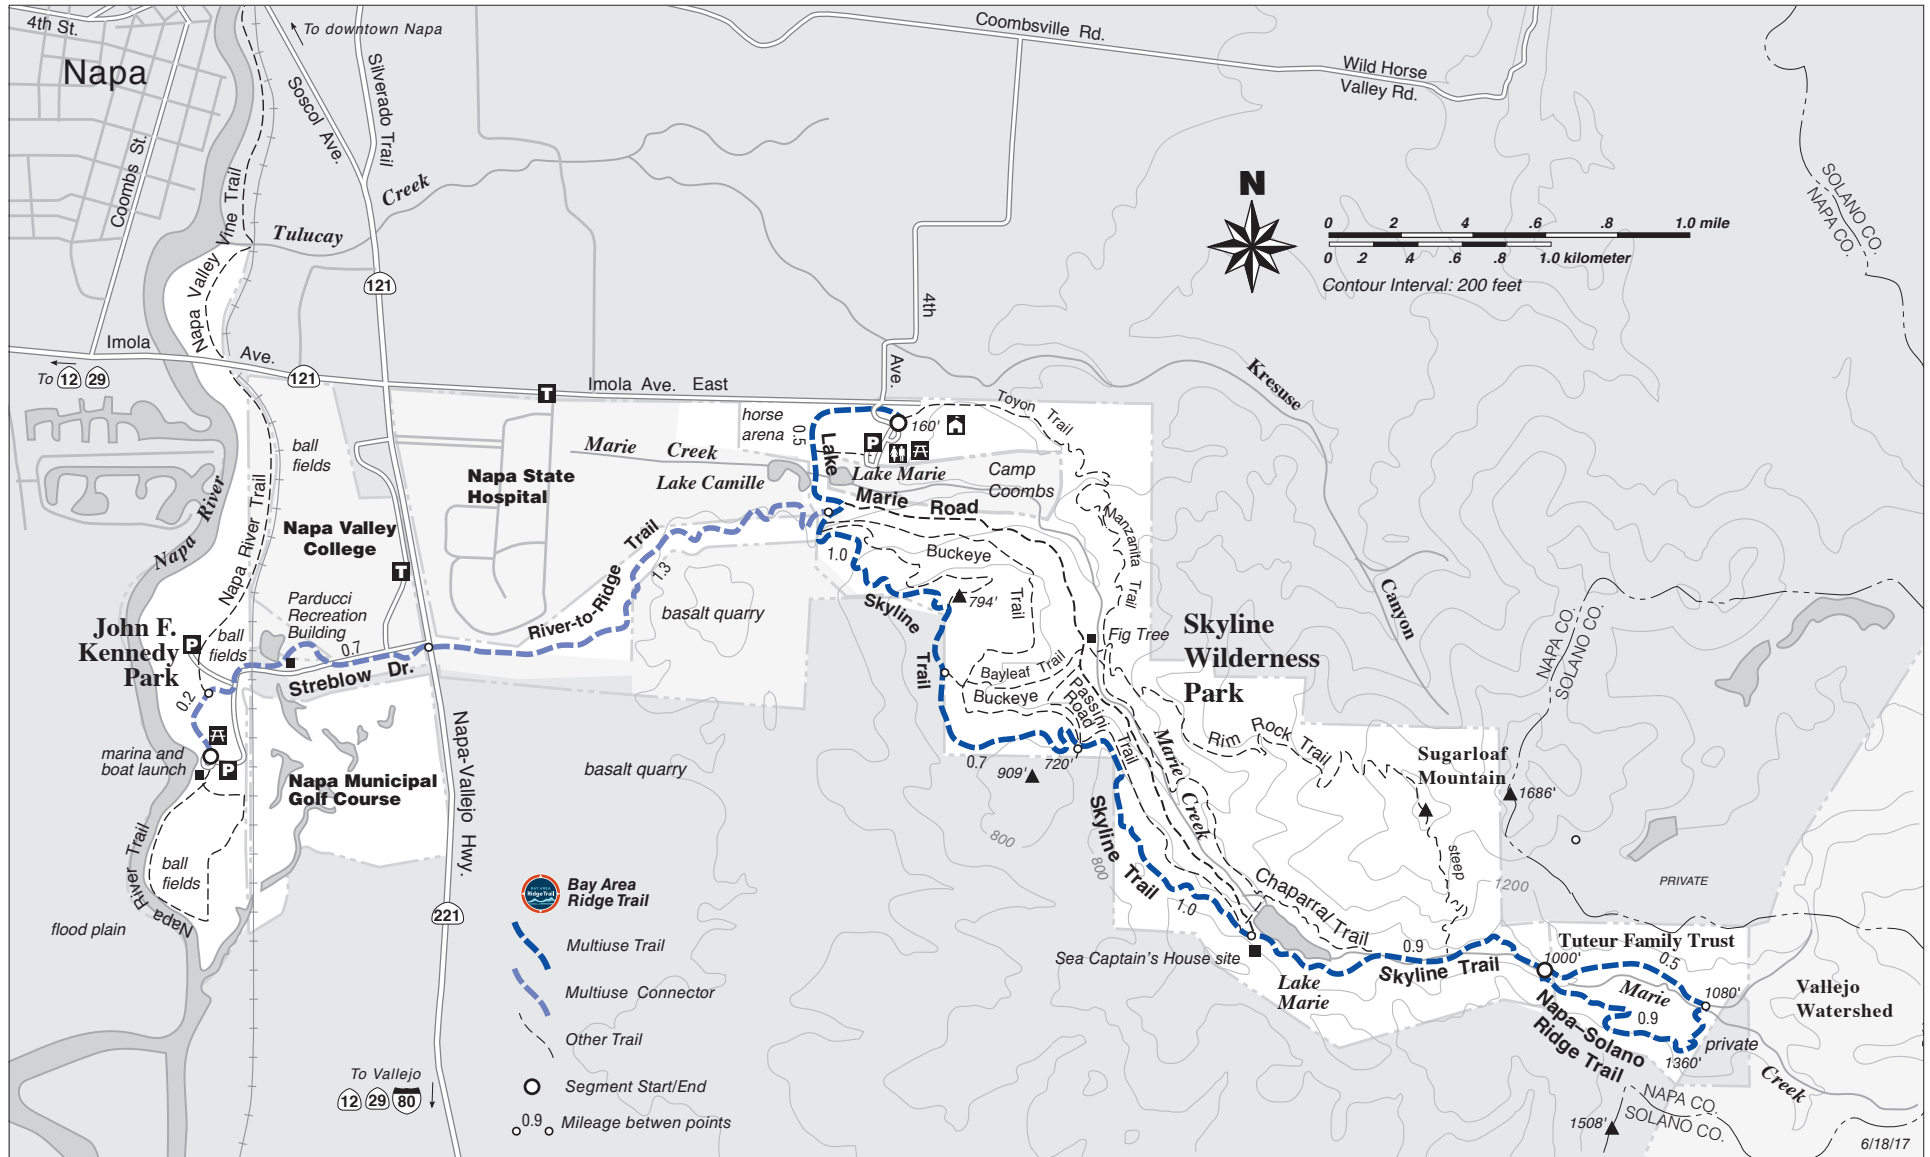 4th St.
To downtown Napa
Coombsville Rd.
Napa
Silverado Trail
Soscol Ave.
Wild Horse
Valley Rd.
Coombs St.
Creek
Tulucay
Napa Valley Vine Trail
N
0 .2 .4 .6 .8 1.0 mile
0 .2 .4 .6 .8 1.0 kilometer
Contour Interval: 200 feet
SOLANO CO.
NAPA CO.
121
4th
Ave.
Imola
Ave.
To 12 29
121
T
Imola Ave. East
Kresuse
Canyon
horse
arena
0.5
160'
P
Toyon Trail
Lake
Marie Creek
Lake Camille
Lake Marie
Camp
Coombs
Marie Road
ball
fields
Napa State
Hospital
Napa River
Napa River Trail
Napa Valley
College
T
River-to-Ridge
Trail
1.3
1.0
Buckeye
Trail
Manzanita
Trail
794'
basalt quarry
Skyline
Trail
Parducci
Recreation
Building
John F.
Kennedy
Park
P
ball
fields
0.7
Streblow Dr.
0.2
Fig Tree
Skyline
Wilderness
Park
Bayleaf Trail
Buckeye
Passini
Road
Trail
NAPA CO.
SOLANO CO.
marina and
boat launch
P
Napa Municipal
Golf Course
Napa-Vallejo Hwy.
basalt quarry
0.7
909'
720'
Marie
Creek
Rim Rock Trail
Sugarloaf
Mountain
1686'
steep
800
800
Skyline
Trail
1.0
Napa River Trail
ball
fields
flood plain
221
Bay Area
Ridge Trail
BAY AREA
RidgeTrail
Multiuse Trail
Multiuse Connector
Other Trail
Segment Start/End
0.9 Mileage betwen points
Chaparral Trail
1200
PRIVATE
Sea Captain's House site
Lake
Marie
0.9
Skyline Trail
Tuteur Family Trust
1000'
0.5
Marie
1080'
0.9
1360'
private
Creek
Vallejo
Watershed
Napa–Solano
Ridge Trail
NAPA CO.
SOLANO CO.
1508'
To Vallejo
12 29 80
6/18/17